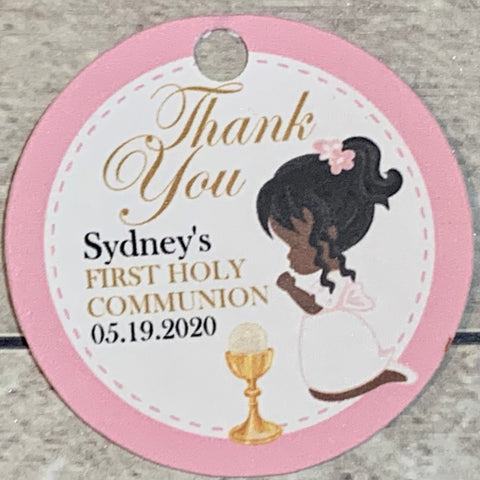 Thank
You
Sydney's
FIRST HOLY
COMMUNION
05.19.2020